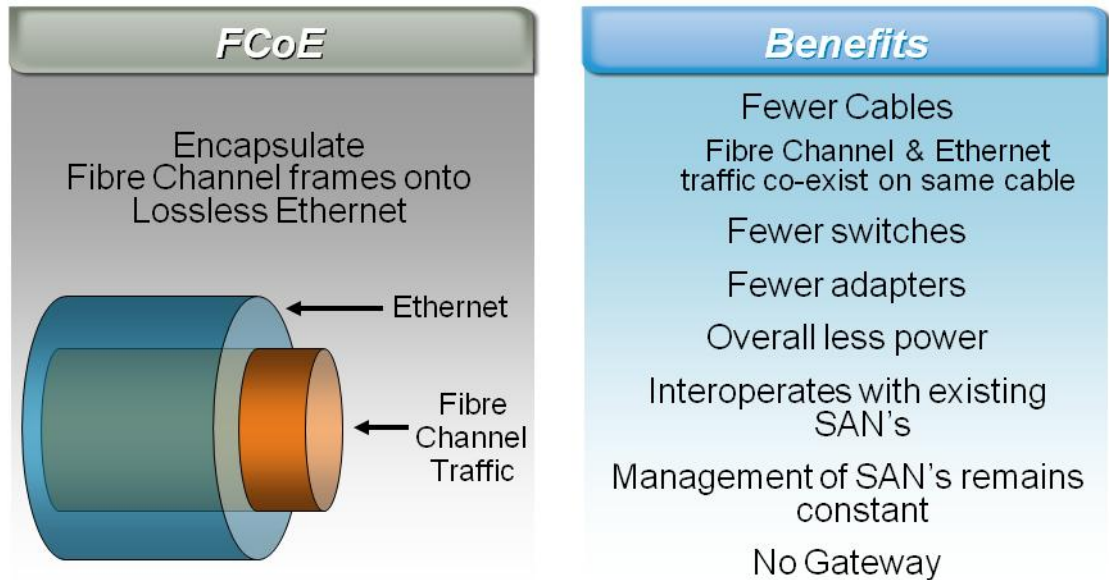 FCoE
Encapsulate
Fibre Channel frames onto
Lossless Ethernet
Ethernet
Fibre
Channel
Traffic
Benefits
Fewer Cables
Fibre Channel & Ethernet
traffic co-exist on same cable
Fewer switches
Fewer adapters
Overall less power
Interoperates with existing
SAN's
Management of SAN's remains
constant
No Gateway